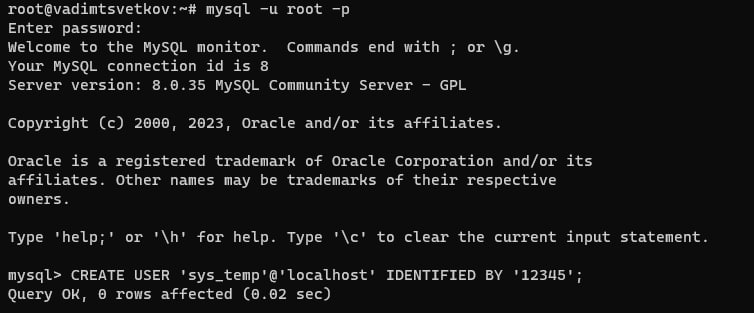 root@vadimtsvetkov:~# mysql -u root -p
Enter password:
Welcome to the MySQL monitor.  Commands end with ; or \g.
Your MySQL connection id is 8
Server version: 8.0.35 MySQL Community Server - GPL

Copyright (c) 2000, 2023, Oracle and/or its affiliates.

Oracle is a registered trademark of Oracle Corporation and/or its
affiliates. Other names may be trademarks of their respective
owners.

Type 'help;' or '\h' for help. Type '\c' to clear the current input statement.

mysql> CREATE USER 'sys_temp'@'localhost' IDENTIFIED BY '12345';
Query OK, 0 rows affected (0.02 sec)